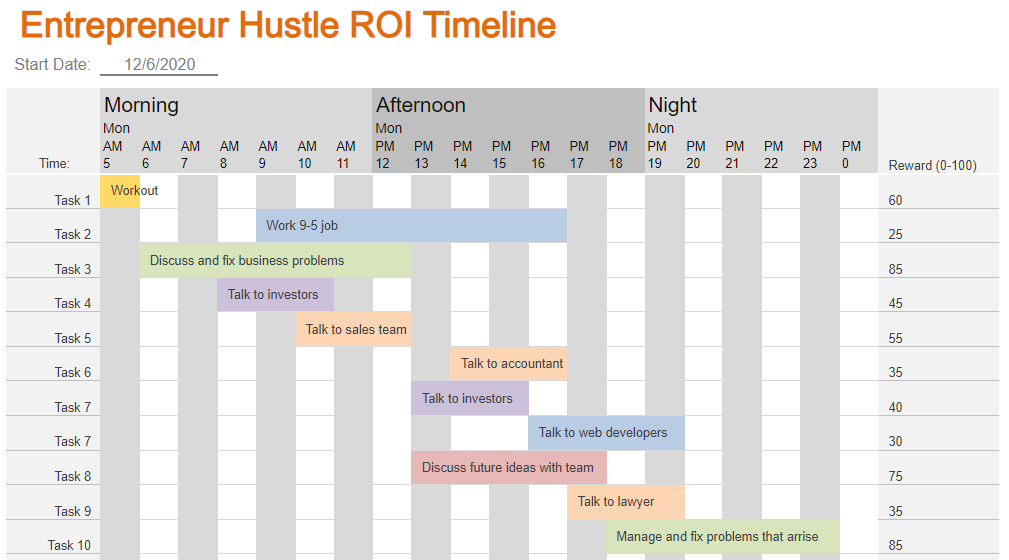 Entrepreneur Hustle ROI Timeline
Start Date: 12/6/2020
Morning Afternoon Night
Mon Mon Mon
AM AM AM AM AM AM AM PM PM PM PM PM PM PM PM PM PM PM PM PM
Time: 5 6 7 8 9 10 11 12 13 14 15 16 17 18 19 20 21 22 23 0 Reward (0-100)
Task 1 Workout 60
Task 2 Work 9-5 job 25
Task 3 Discuss and fix business problems 85
Task 4 Talk to investors 45
Task 5 Talk to sales team 55
Task 6 Talk to accountant 35
Task 7 Talk to investors 40
Task 7 Talk to web developers 30
Task 8 Discuss future ideas with team 75
Task 9 Talk to lawyer 35
Task 10 Manage and fix problems that arrise 85